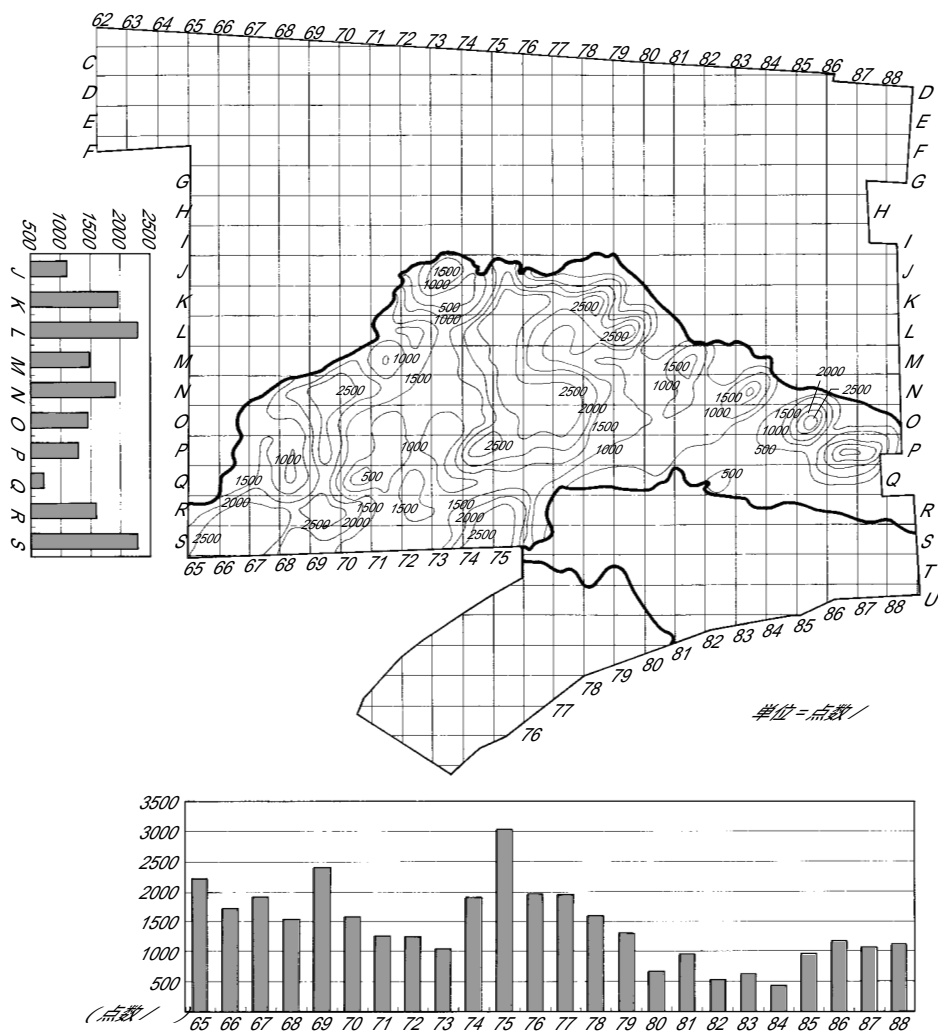 62 63 64 65 66 67 68 69 70 71 72 73 74 75 76 77 78 79 80 81 82 83 84 85 86 87 88
C
D
E
F
G
H
I
D
E
F
G
H
I
J
K
L
M
N
O
P
Q
R
S
T
U
500 1000 1500 2000 2500
J
K
L
M
N
O
P
Q
R
S
R
S
1500
1000
500
1000
2500
2500
1000
1500
2500
1500
1000
2500
2000
1500
1000
2000
2500
1500
1000
1500
1000
500
1000
2500
1500
1000
500
500
2000
1500
1500
2500
2000
1500
2000
2500
2500
65 66 67 68 69 70 71 72 73 74 75
76 77 78 79 80 81 82 83 84 85 86 87 88
単位=点数/
3500
3000
2500
2000
1500
1000
500
(点数/ )
65 66 67 68 69 70 71 72 73 74 75 76 77 78 79 80 81 82 83 84 85 86 87 88